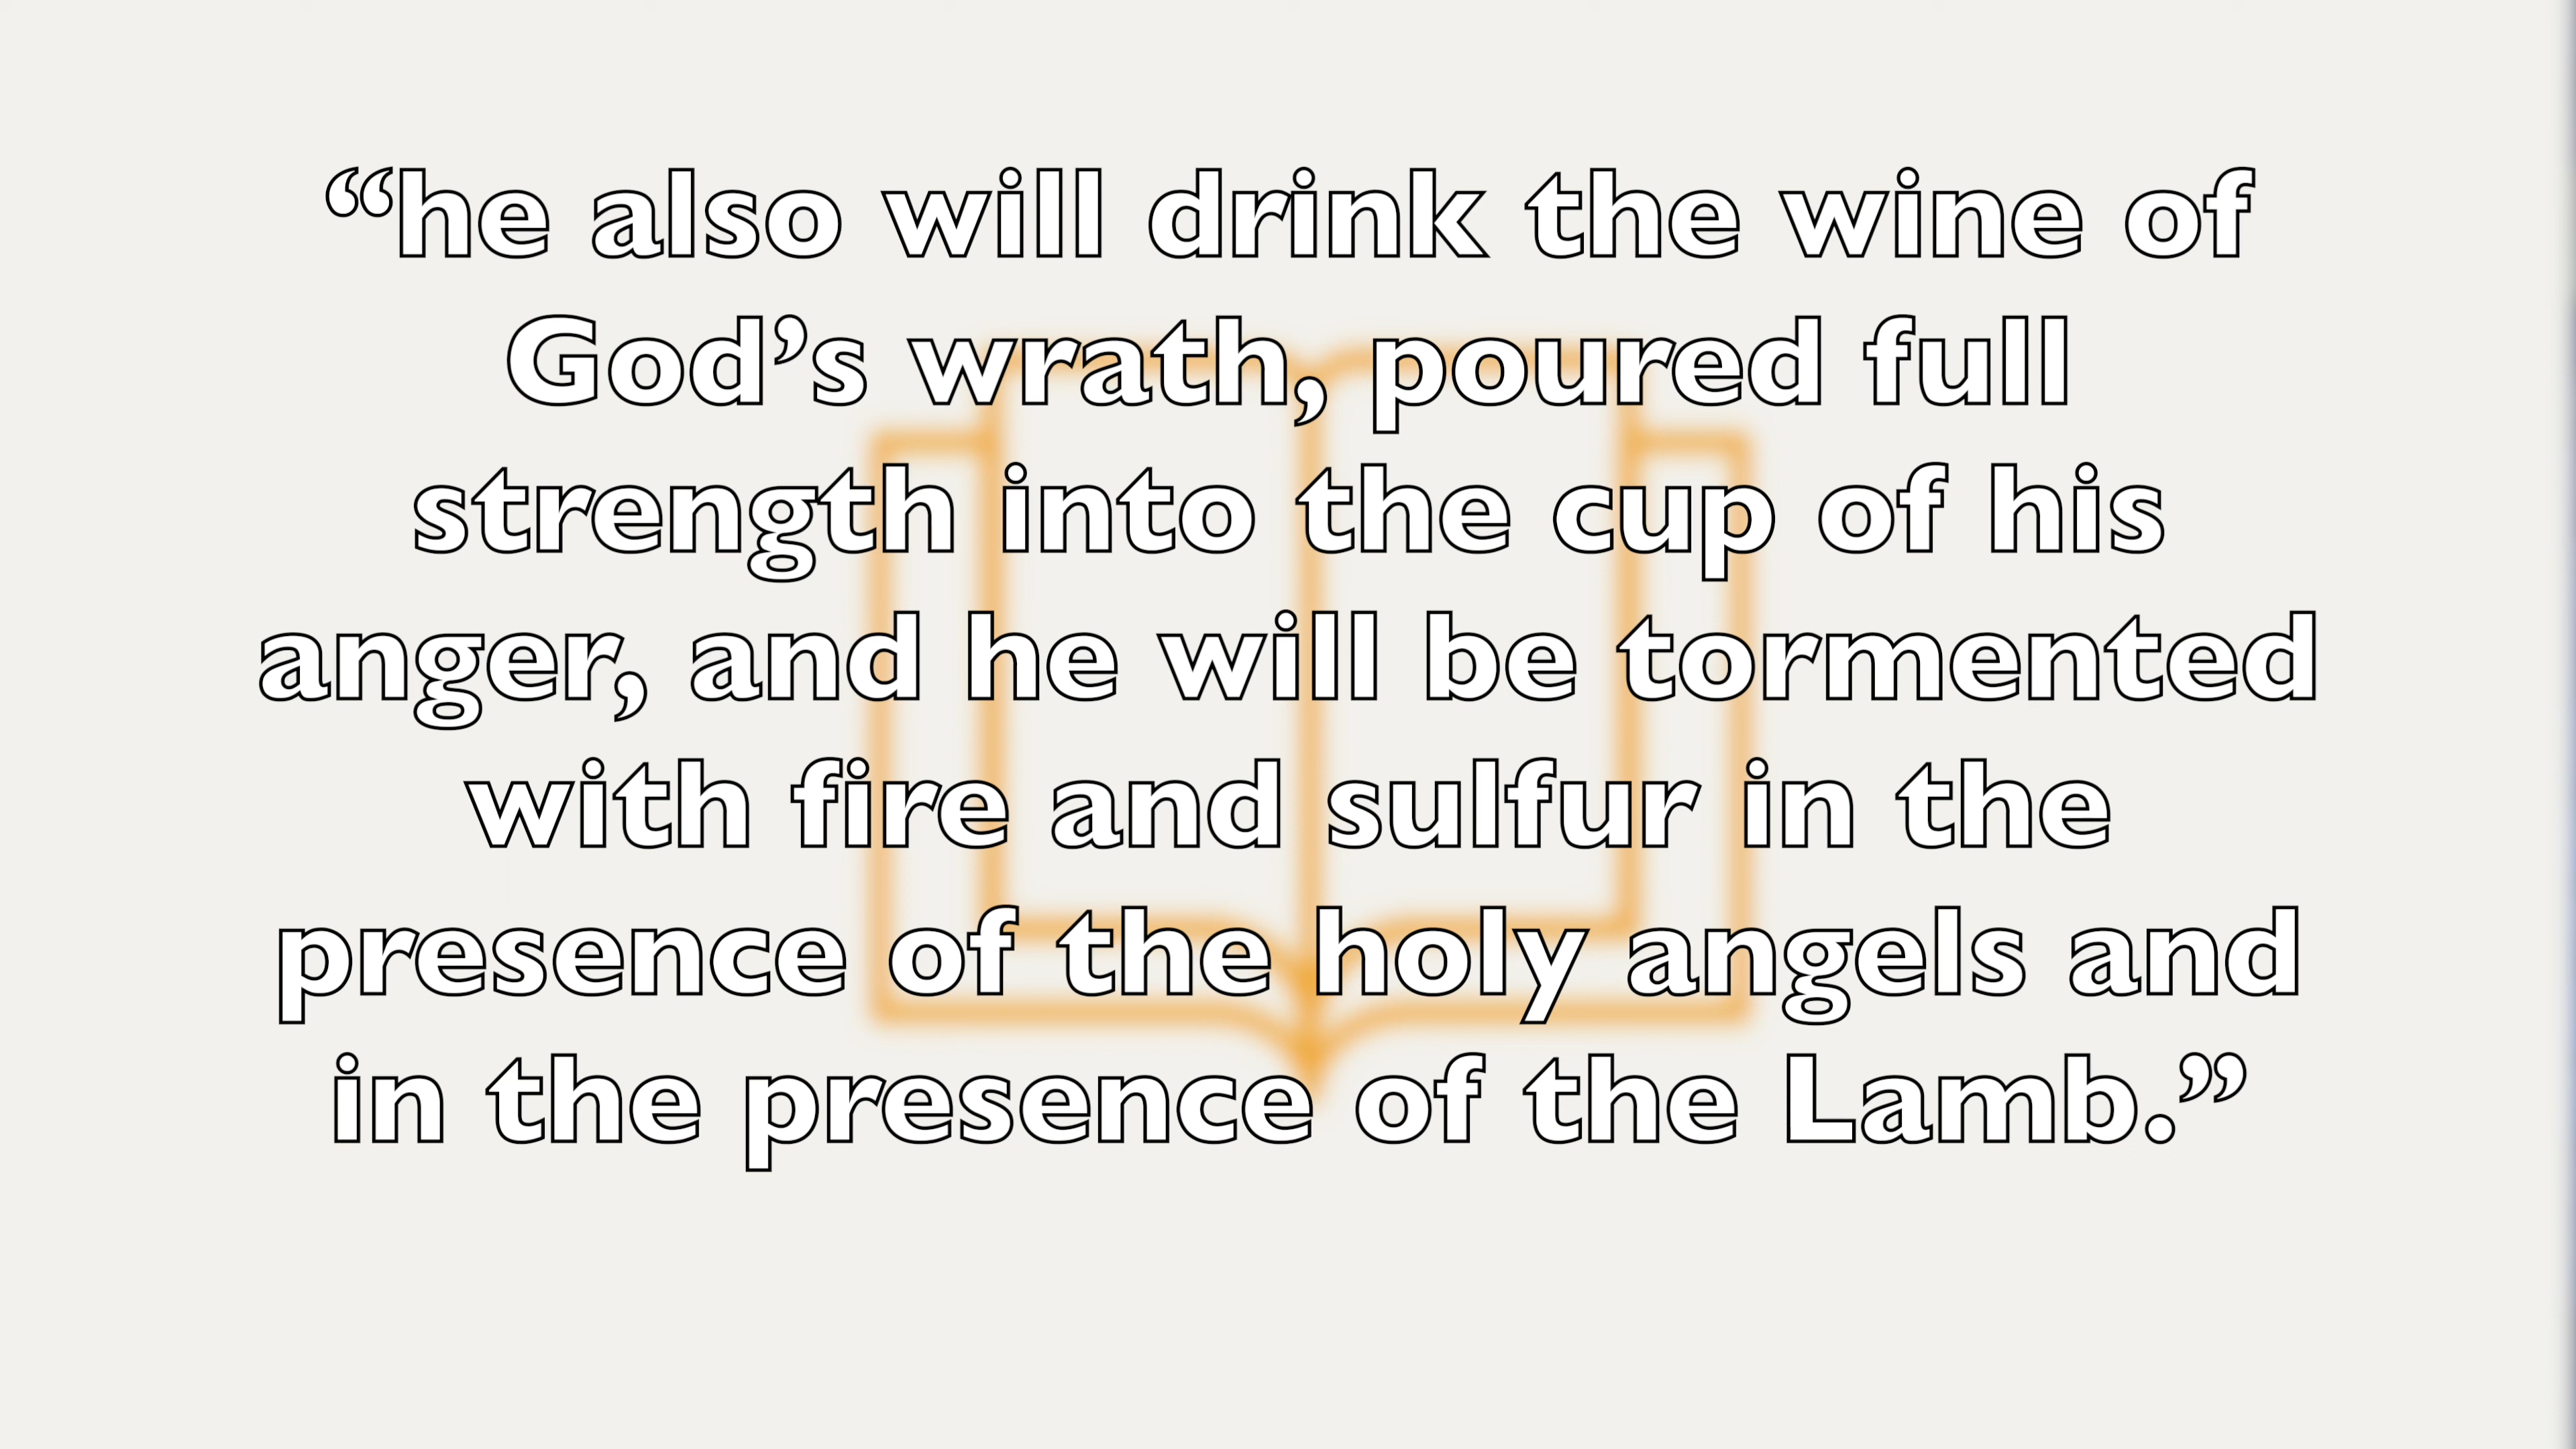 “he also will drink the wine of
God’s wrath, poured full
strength into the cup of his
anger, and he will be tormented
with fire and sulfur in the
presence of the holy angels and
in the presence of the Lamb.”